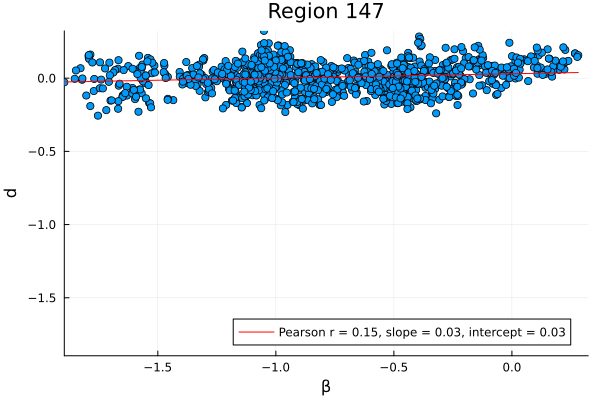 Region 147
0.0
−0.5
−1.0
−1.5
d
Pearson r = 0.15, slope = 0.03, intercept = 0.03
−1.5 −1.0 −0.5 0.0
β